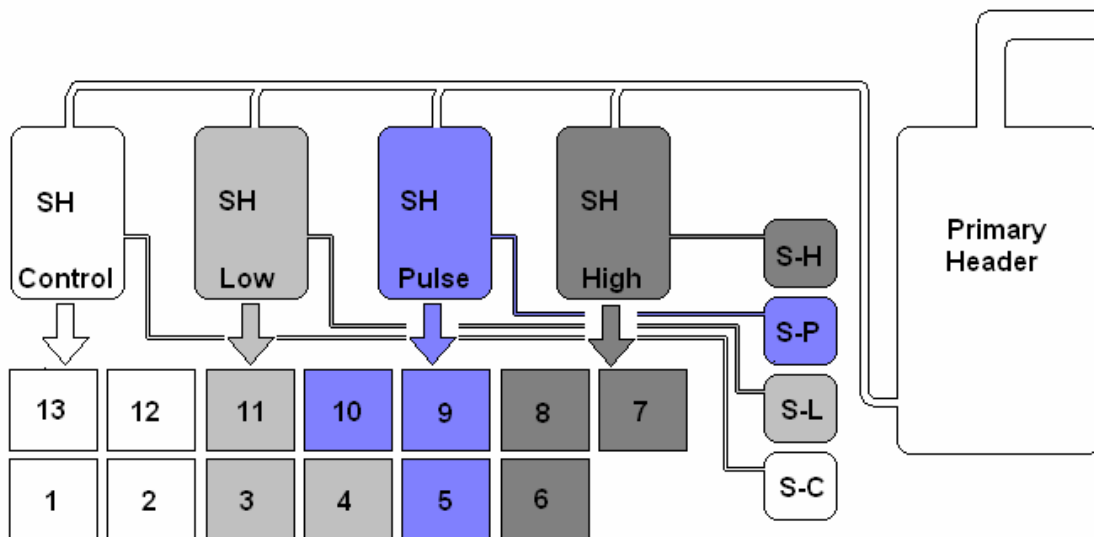 SH
Control
SH
Low
SH
Pulse
SH
High
Primary
Header
S-H
S-P
S-L
S-C
13 12 11 10 9 8 7
1 2 3 4 5 6